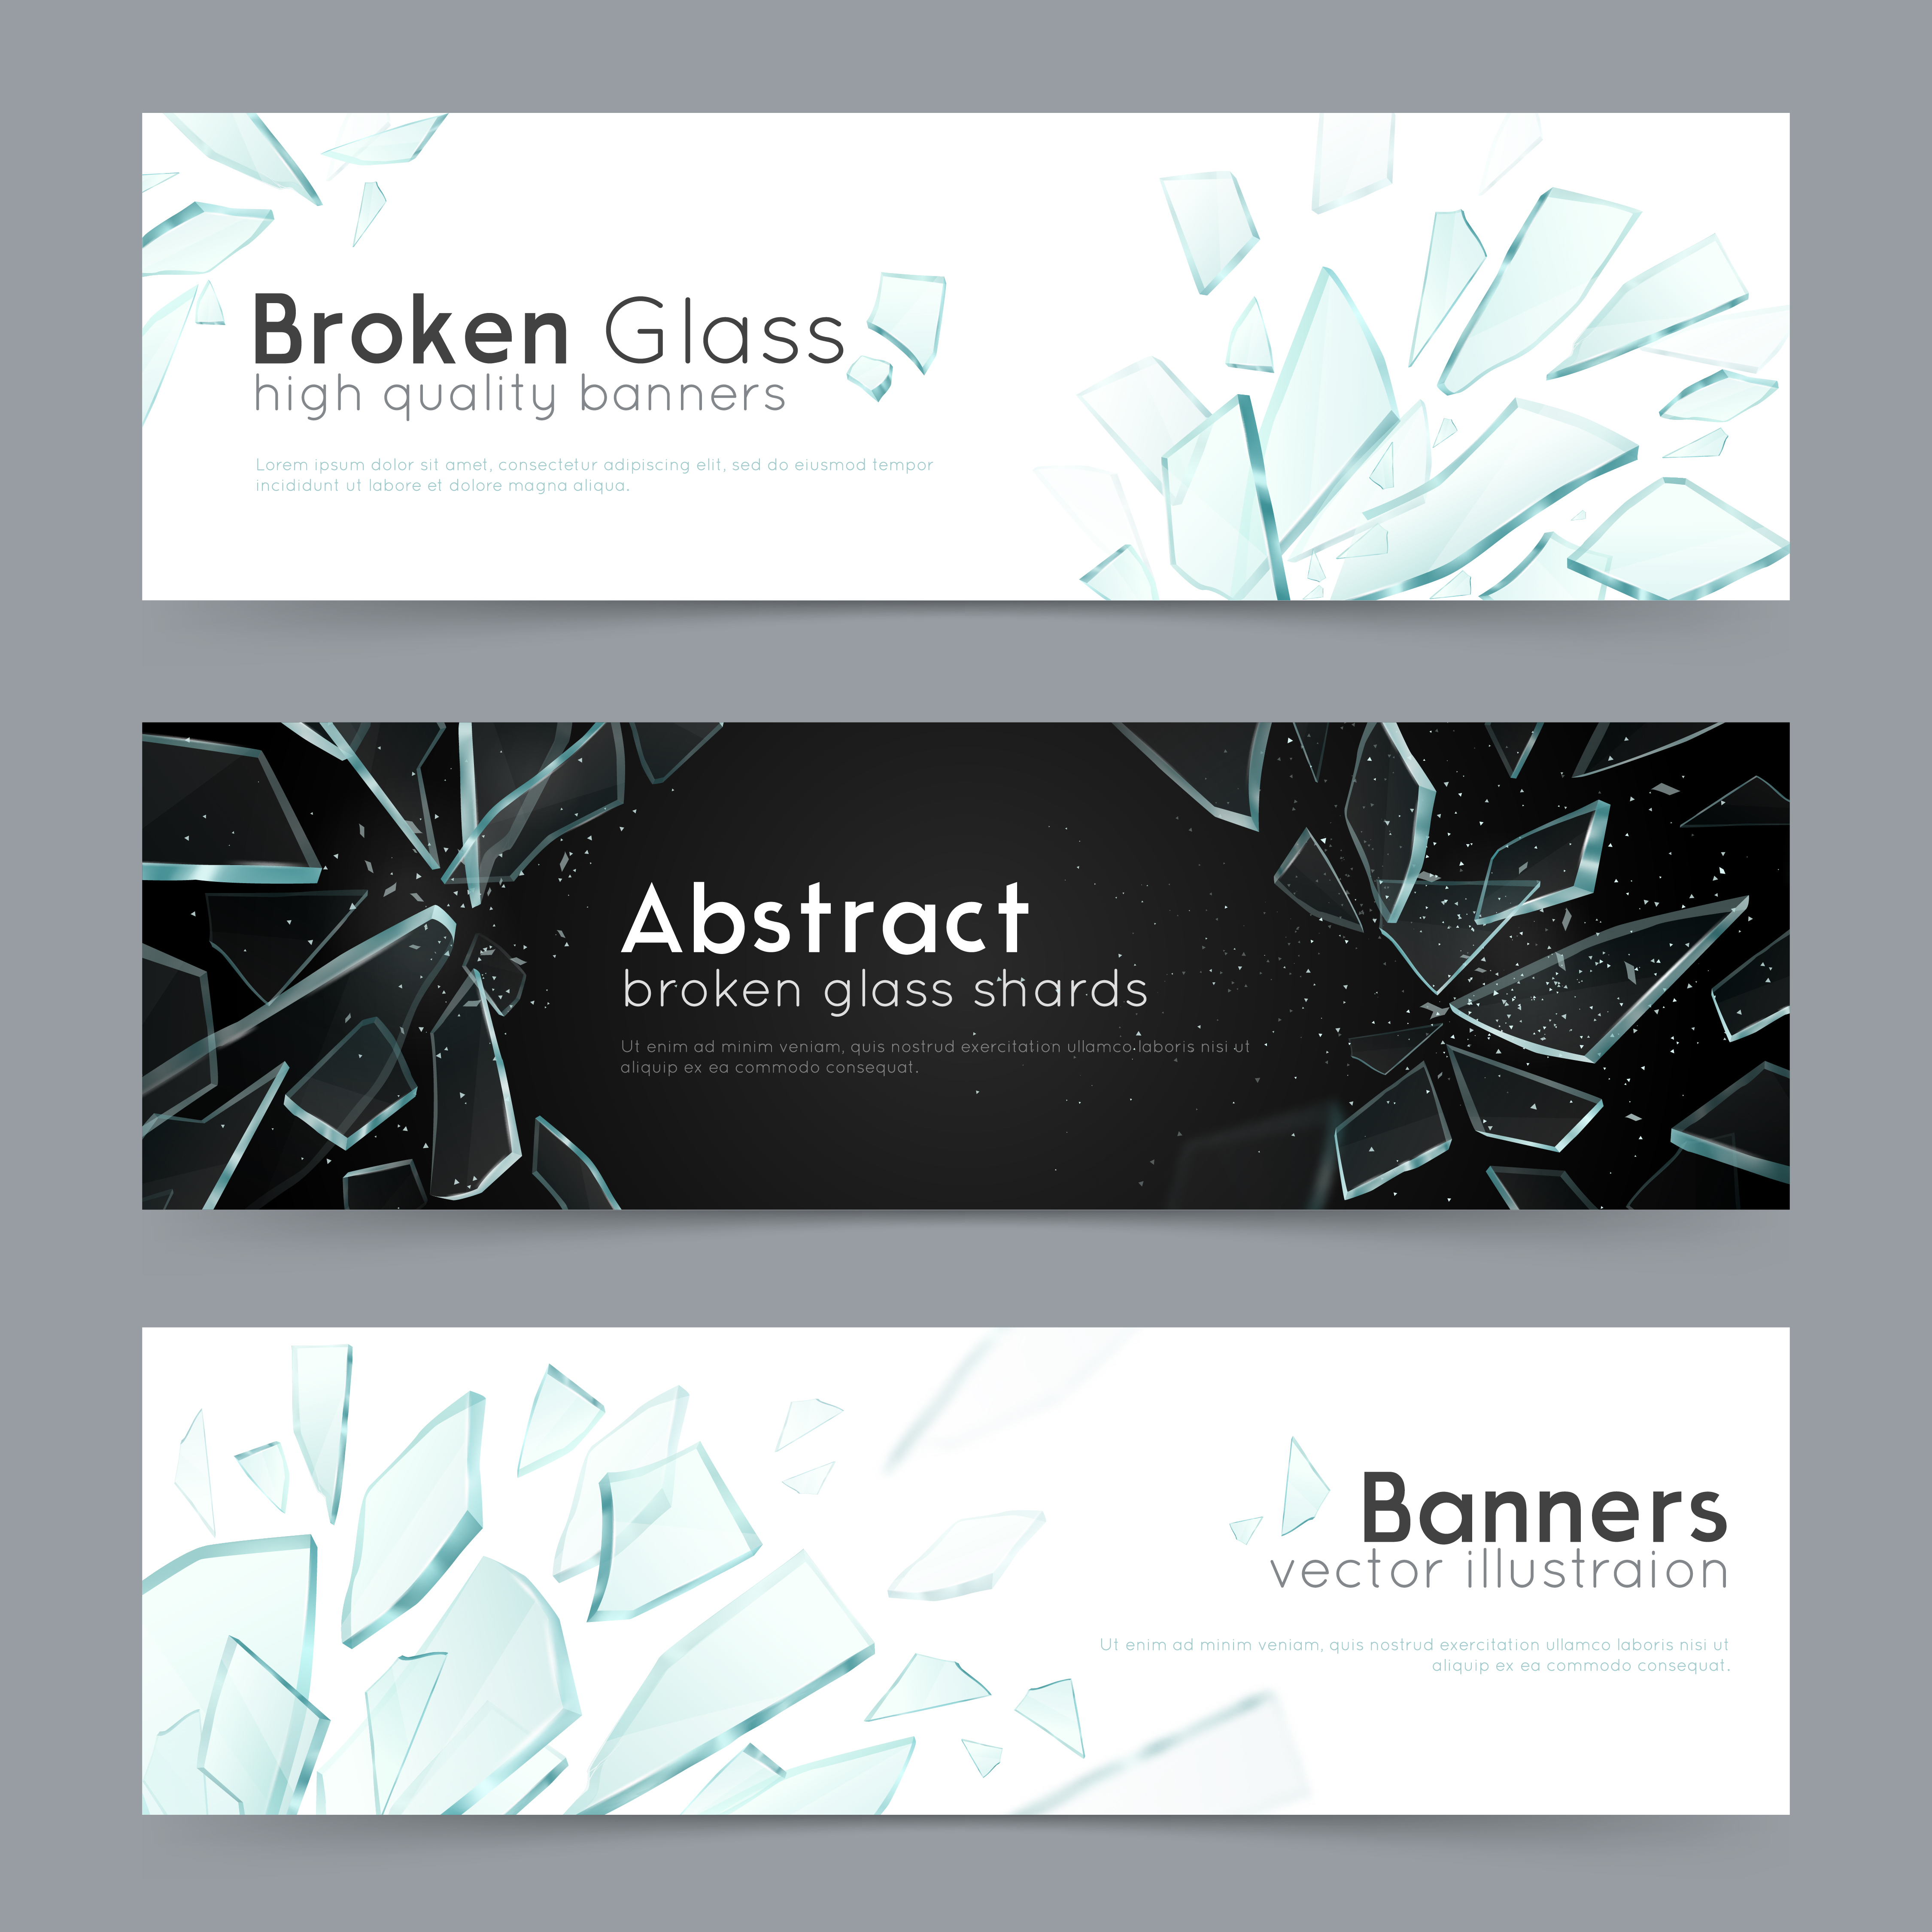 Broken Glass
high quality banners
Lorem ipsum dolor sit amet, consectetur adipiscing elit, sed do eiusmod tempor
incididunt ut labore et dolore magna aliqua.
Abstract
broken glass shards
Ut enim ad minim veniam, quis nostrud exercitation ullamco laboris nisi ut
aliquip ex ea commodo consequat.
Banners
vector illustraion
Ut enim ad minim veniam, quis nostrud exercitation ullamco laboris nisi ut
aliquip ex ea commodo consequat.